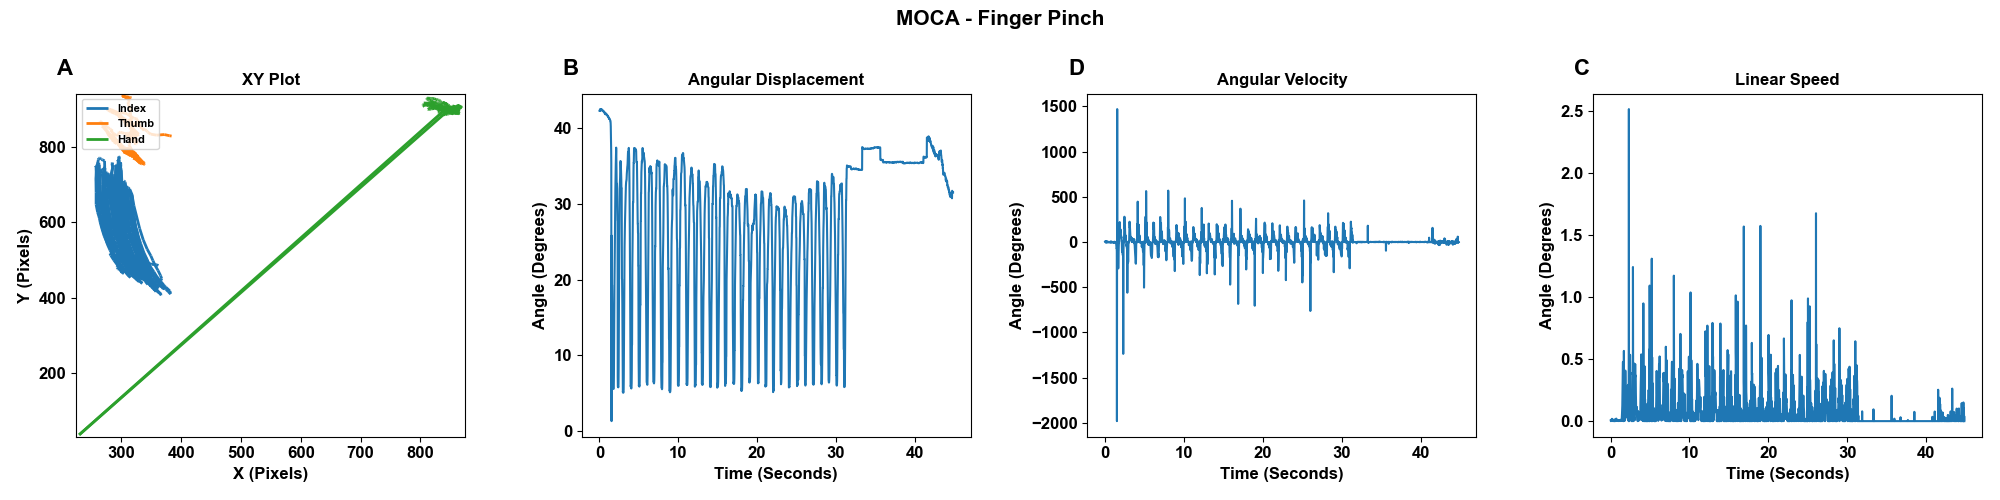 MOCA - Finger Pinch
A
XY Plot
Index
Thumb
Hand
800
600
400
200
300 400 500 600 700 800
X (Pixels)
Y (Pixels)
B
Angular Displacement
40
30
20
10
0
0 10 20 30 40
Time (Seconds)
Angle (Degrees)
D
Angular Velocity
1500
1000
500
0
−500
−1000
−1500
−2000
0 10 20 30 40
Time (Seconds)
Angle (Degrees)
C
Linear Speed
2.5
2.0
1.5
1.0
0.5
0.0
0 10 20 30 40
Time (Seconds)
Angle (Degrees)